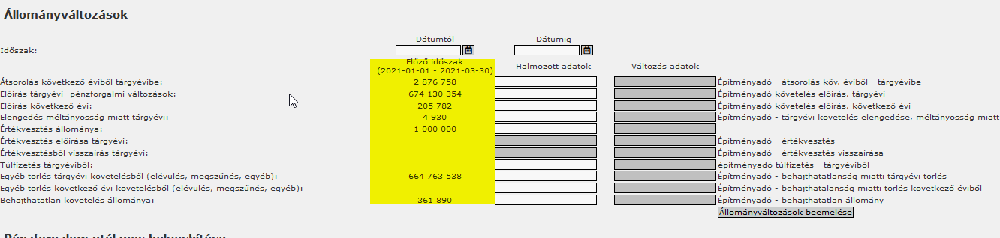 Állományváltozások
Dátumtól Dátumig
Időszak:
Előző időszak
(2021-01-01 - 2021-03-30) Halmozott adatok Változás adatok
Átsorolás következő éviből tárgyévibe: 2 876 758 Építményadó - átsorolás köv. éviből - tárgyévibe
Előírás tárgyévi- pénzforgalmi változások: 674 130 354 Építményadó követelés előírás, tárgyévi
Előírás következő évi: 205 782 Építményadó követelés előírás, következő évi
Elengedés méltányosság miatt tárgyévi: 4 930 Építményadó - tárgyévi követelés elengedése, méltányosság miatt
Értékvesztés állománya: 1 000 000
Értékvesztés előírása tárgyévi: Építményadó - értékvesztés
Értékvesztésből visszaírás tárgyévi: Építményadó - értékvesztés visszaírása
Túlfizetés tárgyéviből: építményadó túlfizetés - tárgyéviből
Egyéb törlés tárgyévi követelésből (elévülés, megszűnés, egyéb): 664 763 538 Építményadó - behajthatatlanság miatti tárgyévi törlés
Egyéb törlés következő évi követelésből (elévülés, megszűnés, egyéb): Építményadó - behajthatalanság miatti törlés következő éviből
Behajthatatlan követelés állománya: 361 890 Építményadó - behajthatatlan állomány
Állományváltozások beemelése